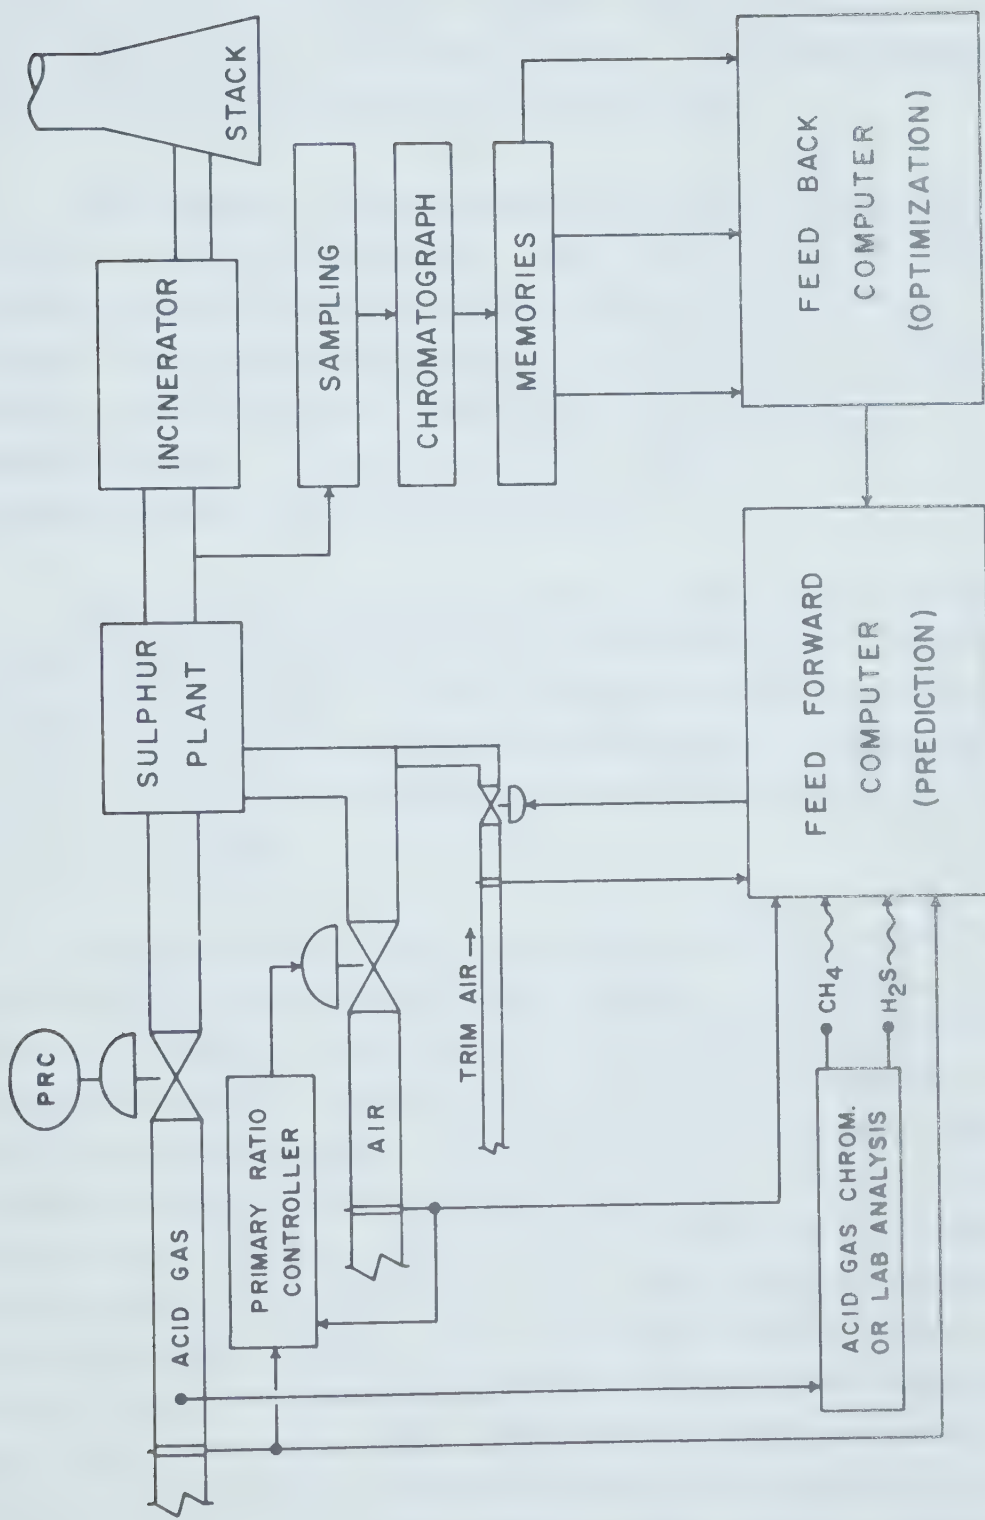 PRC
ACID GAS
SULPHUR
PLANT
INCINERATOR
STACK
PRIMARY RATIO
CONTROLLER
AIR
TRIM AIR
SAMPLING
CHROMATOGRAPH
MEMORIES
ACID GAS CHROM.
OR LAB ANALYSIS
CH4
H2S
FEED FORWARD
COMPUTER
(PREDICTION)
FEED BACK
COMPUTER
(OPTIMIZATION)